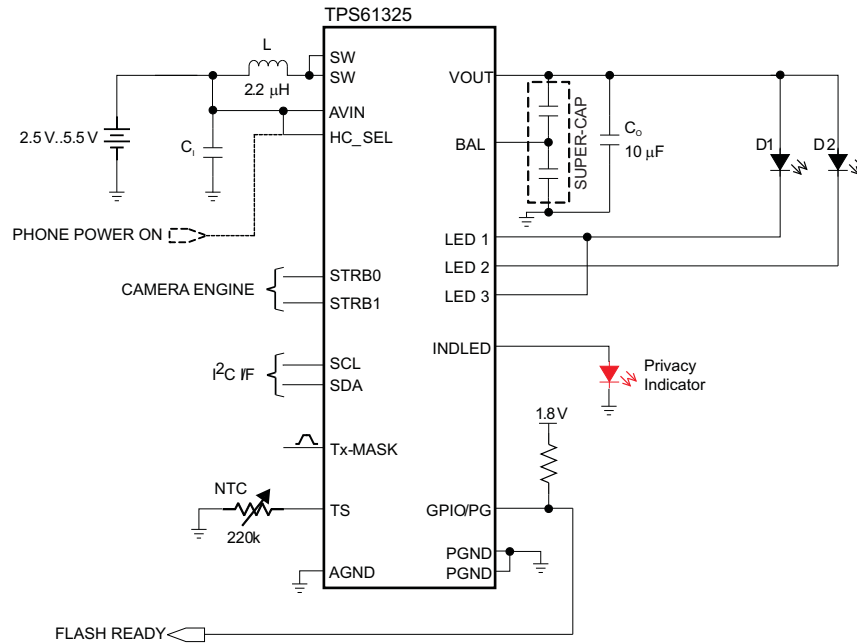 TPS61325
L
2.2 µH
SW
SW
AVIN
HC_SEL
2.5 V..5.5 V
Cᵢ
PHONE POWER ON
CAMERA ENGINE
STRB0
STRB1
I²C I/F
SCL
SDA
Tx-MASK
NTC
220k
TS
AGND
FLASH READY
VOUT
BAL
SUPER-CAP
C₀
10 µF
D1
D2
LED 1
LED 2
LED 3
INDLED
Privacy
Indicator
1.8 V
GPIO/PG
PGND
PGND